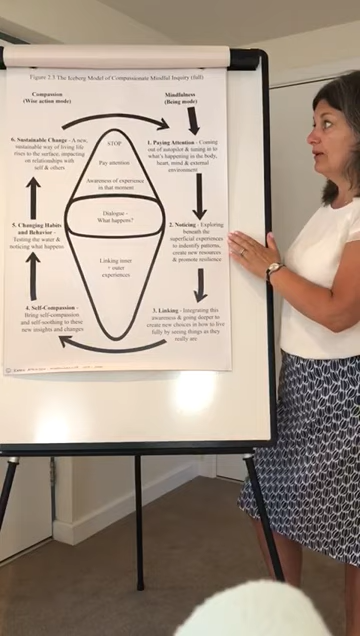 Figure 2.3 The Iceberg Model of Compassionate Mindful Inquiry (full)
Compassion
(Wise action mode)
Mindfulness
(Being mode)
6. Sustainable Change - A new,
sustainable way of living life
rises to the surface, impacting
on relationships with
self & others
STOP
Pay attention
Awareness of experience
in that moment
1. Paying Attention - Coming
out of autopilot & tuning in to
what's happening in the body,
heart, mind & external
environment
5. Changing Habits
and Behavior -
Testing the water &
noticing what happens
Dialogue -
What happens?
2. Noticing - Exploring
beneath the
superficial experiences
to indentify patterns,
create new resources
& promote resilience
Linking inner
+ outer
experiences
4. Self-Compassion -
Bring self-compassion
and self-soothing to these
new insights and changes
3. Linking - Integrating this
awareness & going deeper to
create new choices in how to live
fully by seeing things as they
really are